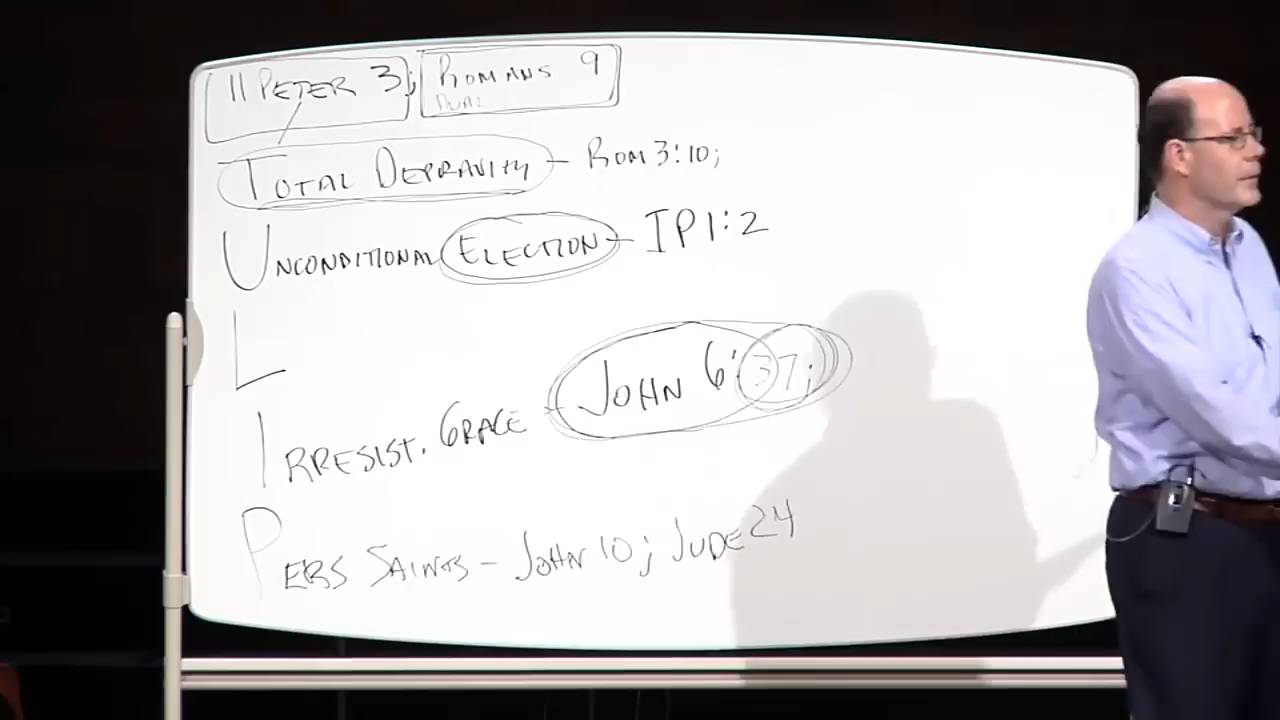 II PETER 3; ROMANS 9
TOTAL DEPRAVITY - ROM 3:10;
UNCONDITIONAL ELECTION - I P 1:2
L
IRRESIST. GRACE - JOHN 6:37;
PERS SAINTS - JOHN 10; JUDE 24